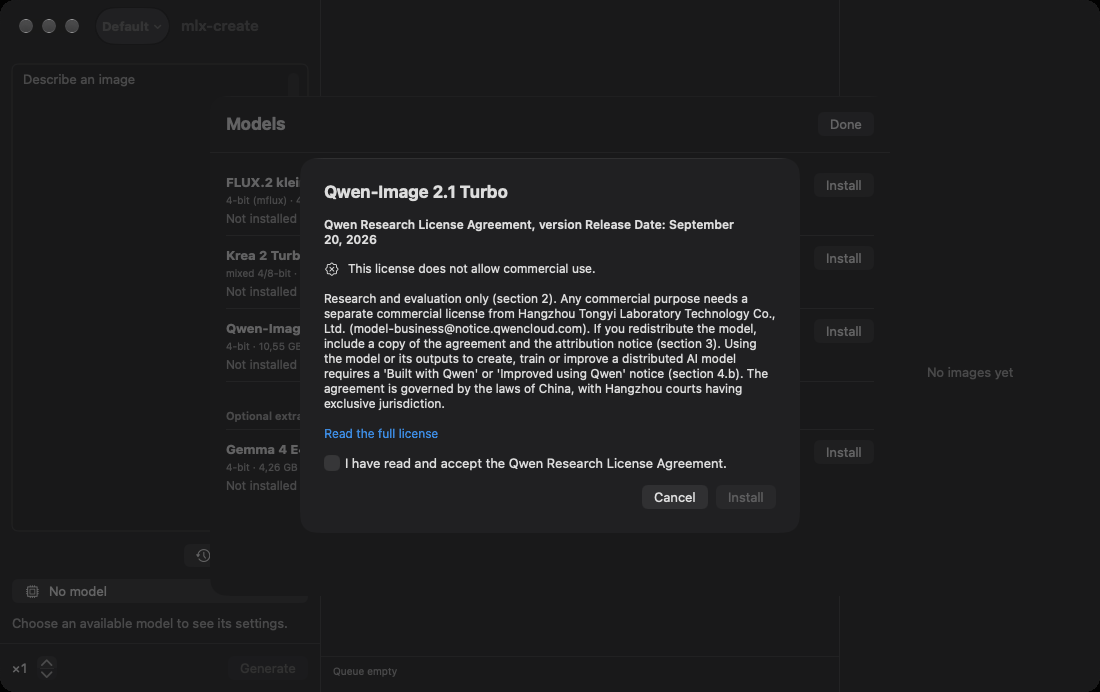 Default
mlx-create
Describe an image
Models
Done
FLUX.2 klei
4-bit (mflux) · 4
Not installed
Install
Krea 2 Turb
mixed 4/8-bit ·
Not installed
Install
Qwen-Imag
4-bit · 10,55 GB
Not installed
Install
Optional extra
Gemma 4 E
4-bit · 4,26 GB
Not installed
Install
Qwen-Image 2.1 Turbo
Qwen Research License Agreement, version Release Date: September
20, 2026
This license does not allow commercial use.
Research and evaluation only (section 2). Any commercial purpose needs a
separate commercial license from Hangzhou Tongyi Laboratory Technology Co.,
Ltd. (model-business@notice.qwencloud.com). If you redistribute the model,
include a copy of the agreement and the attribution notice (section 3). Using
the model or its outputs to create, train or improve a distributed AI model
requires a 'Built with Qwen' or 'Improved using Qwen' notice (section 4.b). The
agreement is governed by the laws of China, with Hangzhou courts having
exclusive jurisdiction.
Read the full license
I have read and accept the Qwen Research License Agreement.
Cancel
Install
No images yet
No model
Choose an available model to see its settings.
×1
Generate
Queue empty